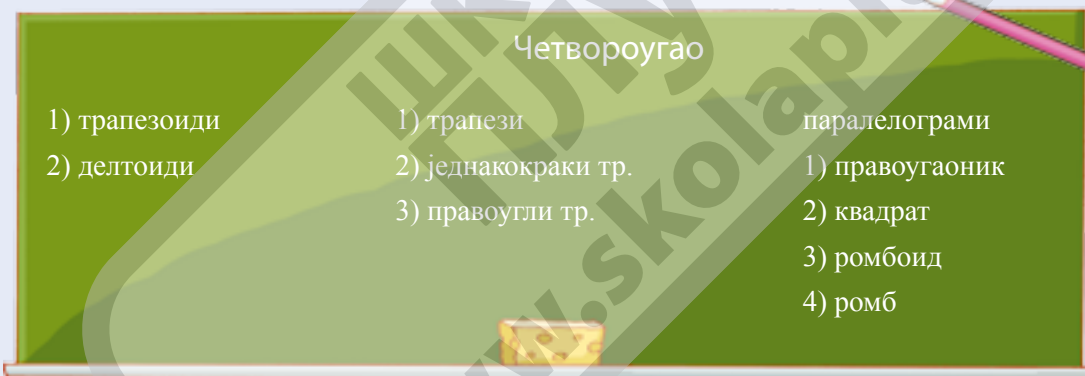 Четвороугао
1) трапезоиди
2) делтоиди
1) трапези
2) једнакокраки тр.
3) правоугли тр.
паралелограми
1) правоугаоник
2) квадрат
3) ромбоид
4) ромб